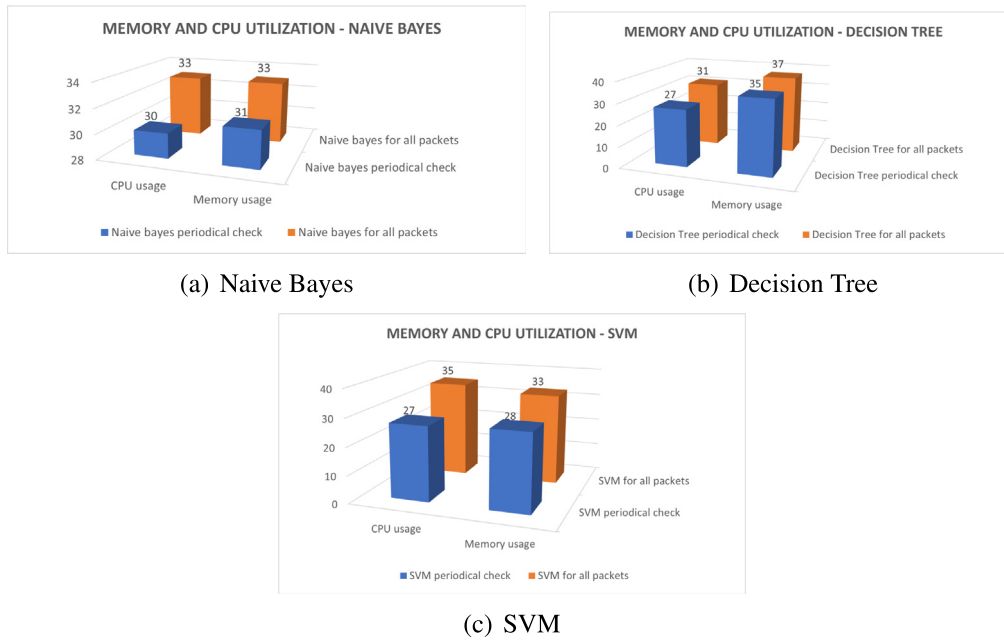 MEMORY AND CPU UTILIZATION - NAIVE BAYES
34
32
30
28
33
33
30
31
CPU usage
Memory usage
Naive bayes for all packets
Naive bayes periodical check
Naive bayes periodical check
Naive bayes for all packets
(a) Naive Bayes
MEMORY AND CPU UTILIZATION - DECISION TREE
40
30
20
10
0
31
37
27
35
CPU usage
Memory usage
Decision Tree for all packets
Decision Tree periodical check
Decision Tree periodical check
Decision Tree for all packets
(b) Decision Tree
MEMORY AND CPU UTILIZATION - SVM
40
30
20
10
0
35
33
27
28
CPU usage
Memory usage
SVM for all packets
SVM periodical check
SVM periodical check
SVM for all packets
(c) SVM